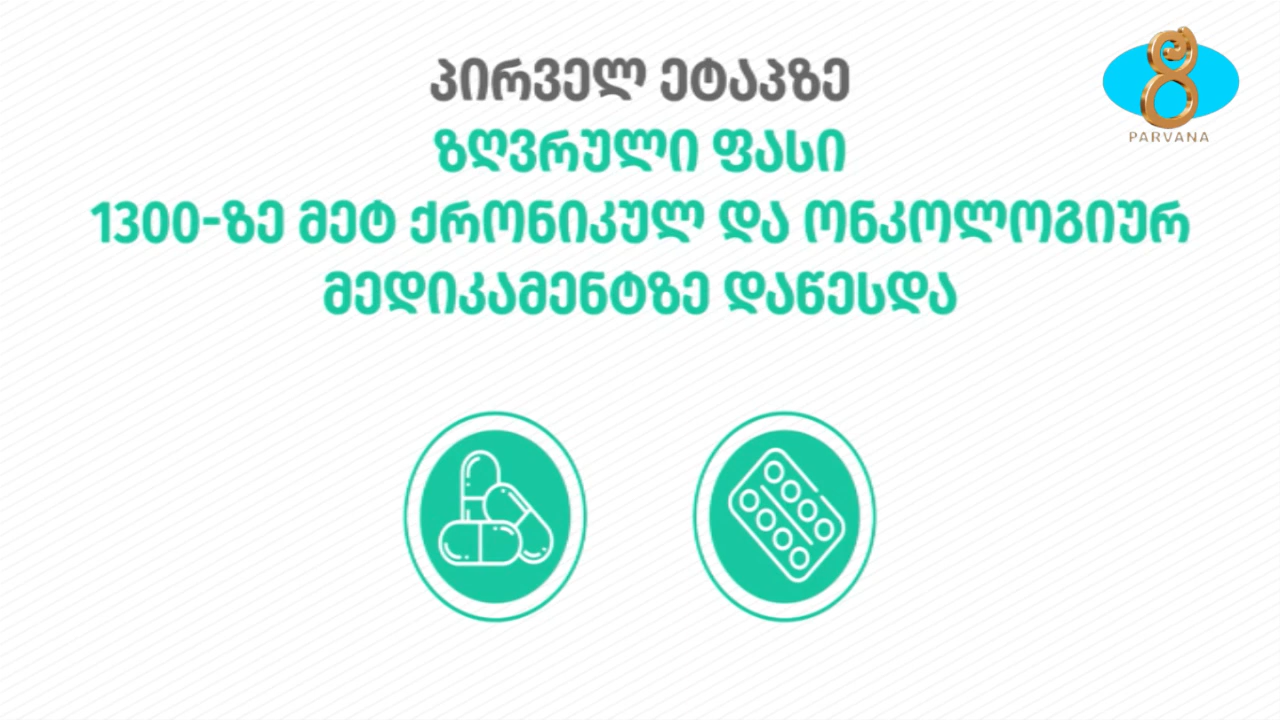 ᲞᲘᲠᲕᲔᲚ ᲔᲢᲐᲞᲖᲔ
ᲖᲦᲕᲠᲣᲚᲘ ᲤᲐᲡᲘ
1300-ᲖᲔ ᲛᲔᲢ ᲥᲠᲝᲜᲘᲙᲣᲚ ᲓᲐ ᲝᲜᲙᲝᲚᲝᲒᲘᲣᲠ
ᲛᲔᲓᲘᲙᲐᲛᲔᲜᲢᲖᲔ ᲓᲐᲬᲔᲡᲓᲐ
PARVANA